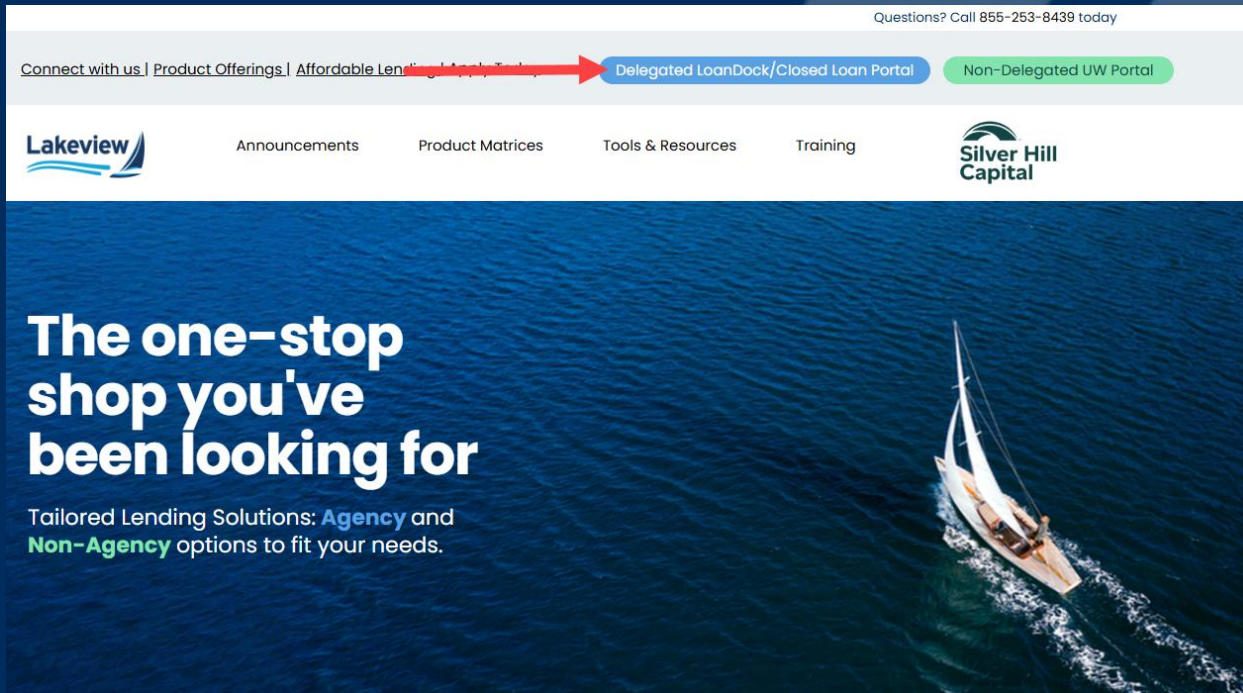 Questions? Call 855-253-8439 today
Connect with us | Product Offerings | Affordable Lending | Apply Today Delegated LoanDock/Closed Loan Portal Non-Delegated UW Portal
Lakeview Announcements Product Matrices Tools & Resources Training Silver Hill Capital
The one-stop
shop you've
been looking for
Tailored Lending Solutions: Agency and
Non-Agency options to fit your needs.